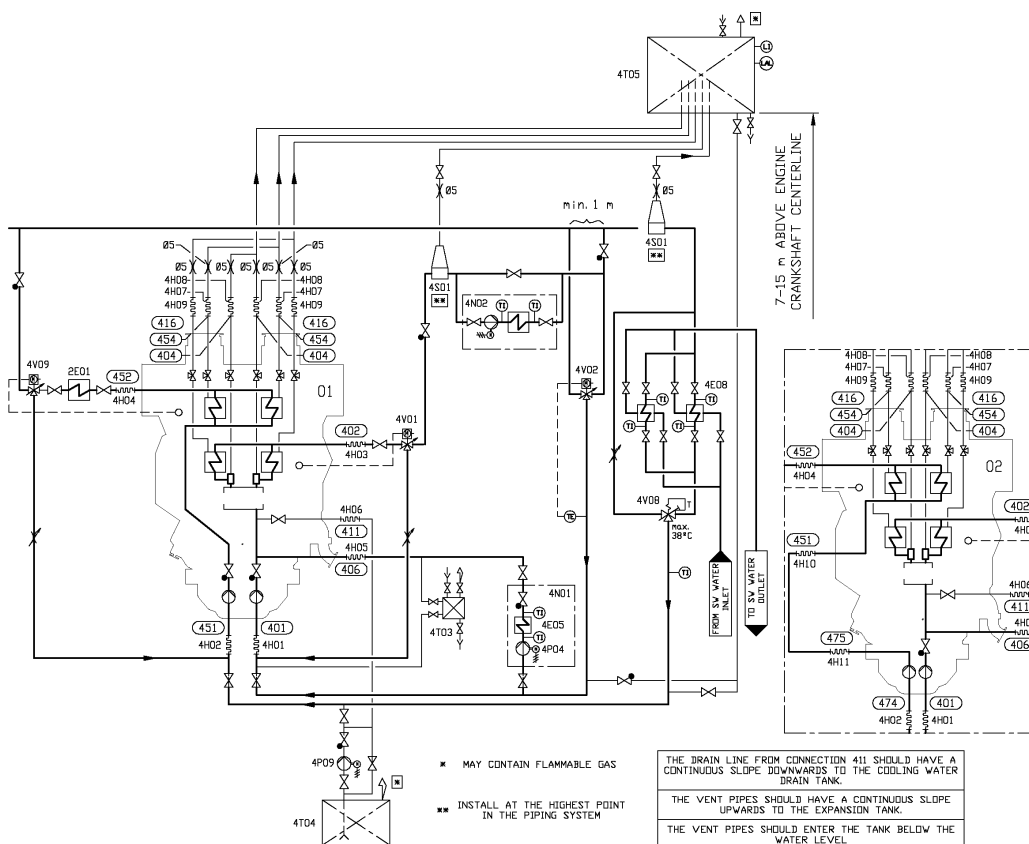 *
4T05
LI
LAL
7-15 m ABOVE ENGINE
CRANKSHAFT CENTERLINE
Ø5
Ø5
min. 1 m
4S01
**
4S01
**
Ø5
Ø5 Ø5 Ø5 Ø5 Ø5
4H08
4H07
4H09
4H08
4H07
4H09
416
454
404
416
454
404
4V09
2E01
452
4H04
01
4N02
TI
TI
4V02
4E08
TI
TI
TI
TI
402
4H03
4V01
4V08
T
max.
38°C
TE
TI
4H06
411
4H05
406
4N01
TI
4E05
TI
4P04
4T03
FROM SW WATER
INLET
TO SW WATER
OUTLET
451
4H02
401
4H01
4H08
4H07
4H09
4H08
4H07
4H09
416
454
404
416
454
404
452
4H04
02
402
451
4H10
4H06
411
406
475
4H11
474
4H02
401
4H01
4P09
*
4T04
* MAY CONTAIN FLAMMABLE GAS
** INSTALL AT THE HIGHEST POINT
IN THE PIPING SYSTEM
THE DRAIN LINE FROM CONNECTION 411 SHOULD HAVE A
CONTINUOUS SLOPE DOWNWARDS TO THE COOLING WATER
DRAIN TANK.
THE VENT PIPES SHOULD HAVE A CONTINUOUS SLOPE
UPWARDS TO THE EXPANSION TANK.
THE VENT PIPES SHOULD ENTER THE TANK BELOW THE
WATER LEVEL